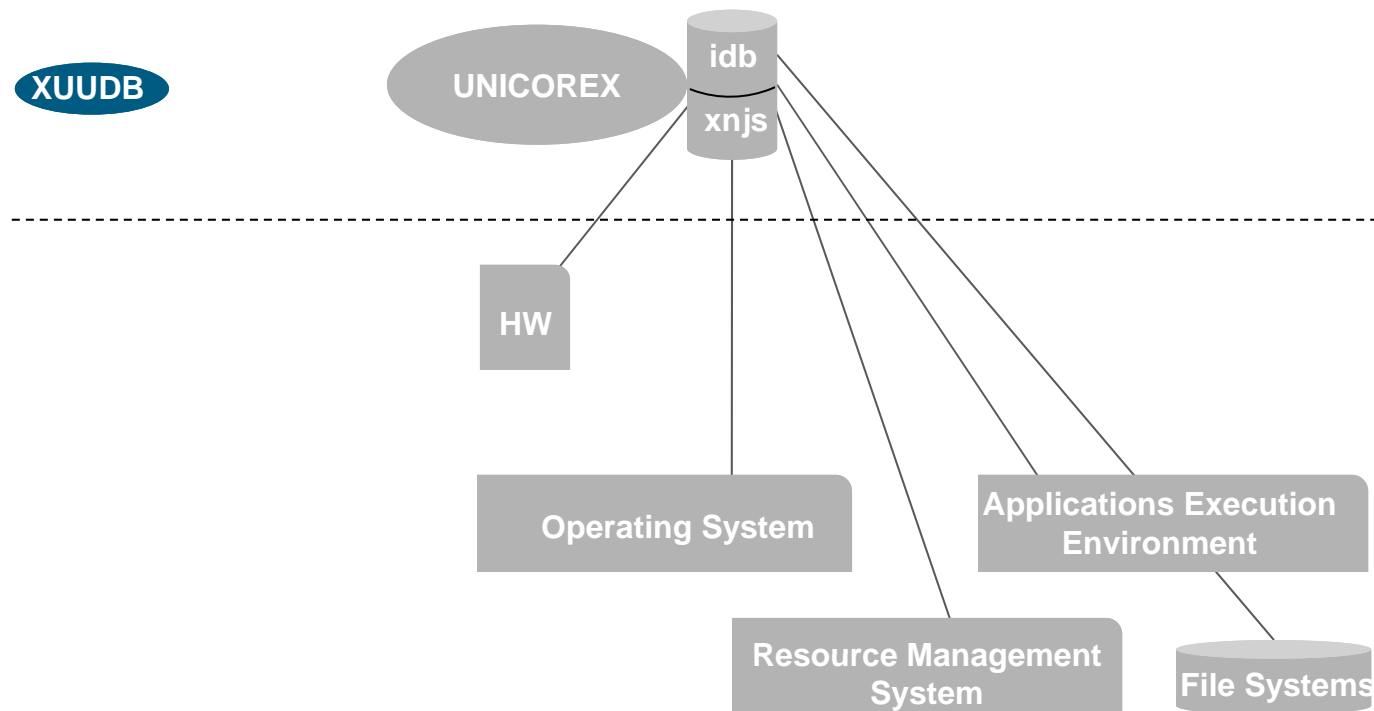 XUUDB
UNICOREX
idb
xnjs
HW
Operating System
Applications Execution
Environment
Resource Management
System
File Systems